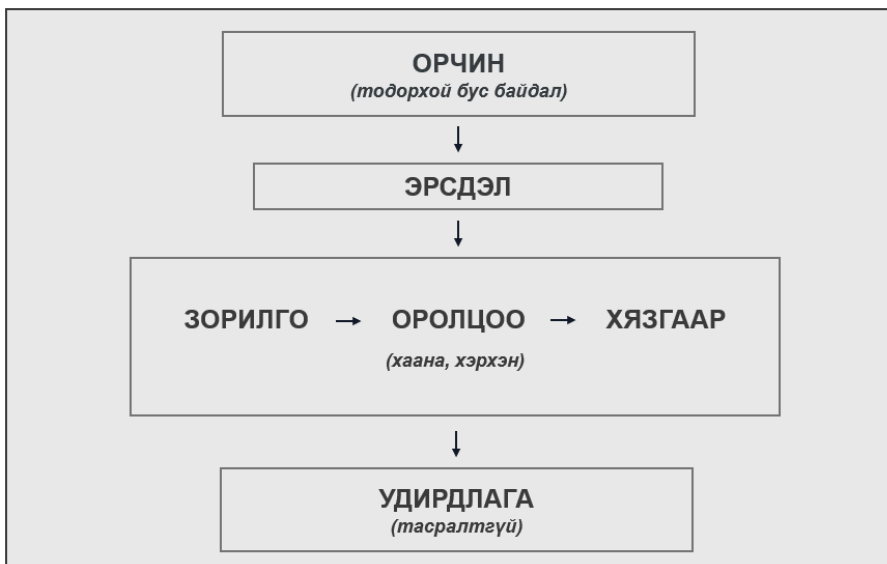 ОРЧИН
(тодорхой бус байдал)
ЭРСДЭЛ
ЗОРИЛГО → ОРОЛЦОО → ХЯЗГААР
(хаана, хэрхэн)
УДИРДЛАГА
(тасралтгүй)